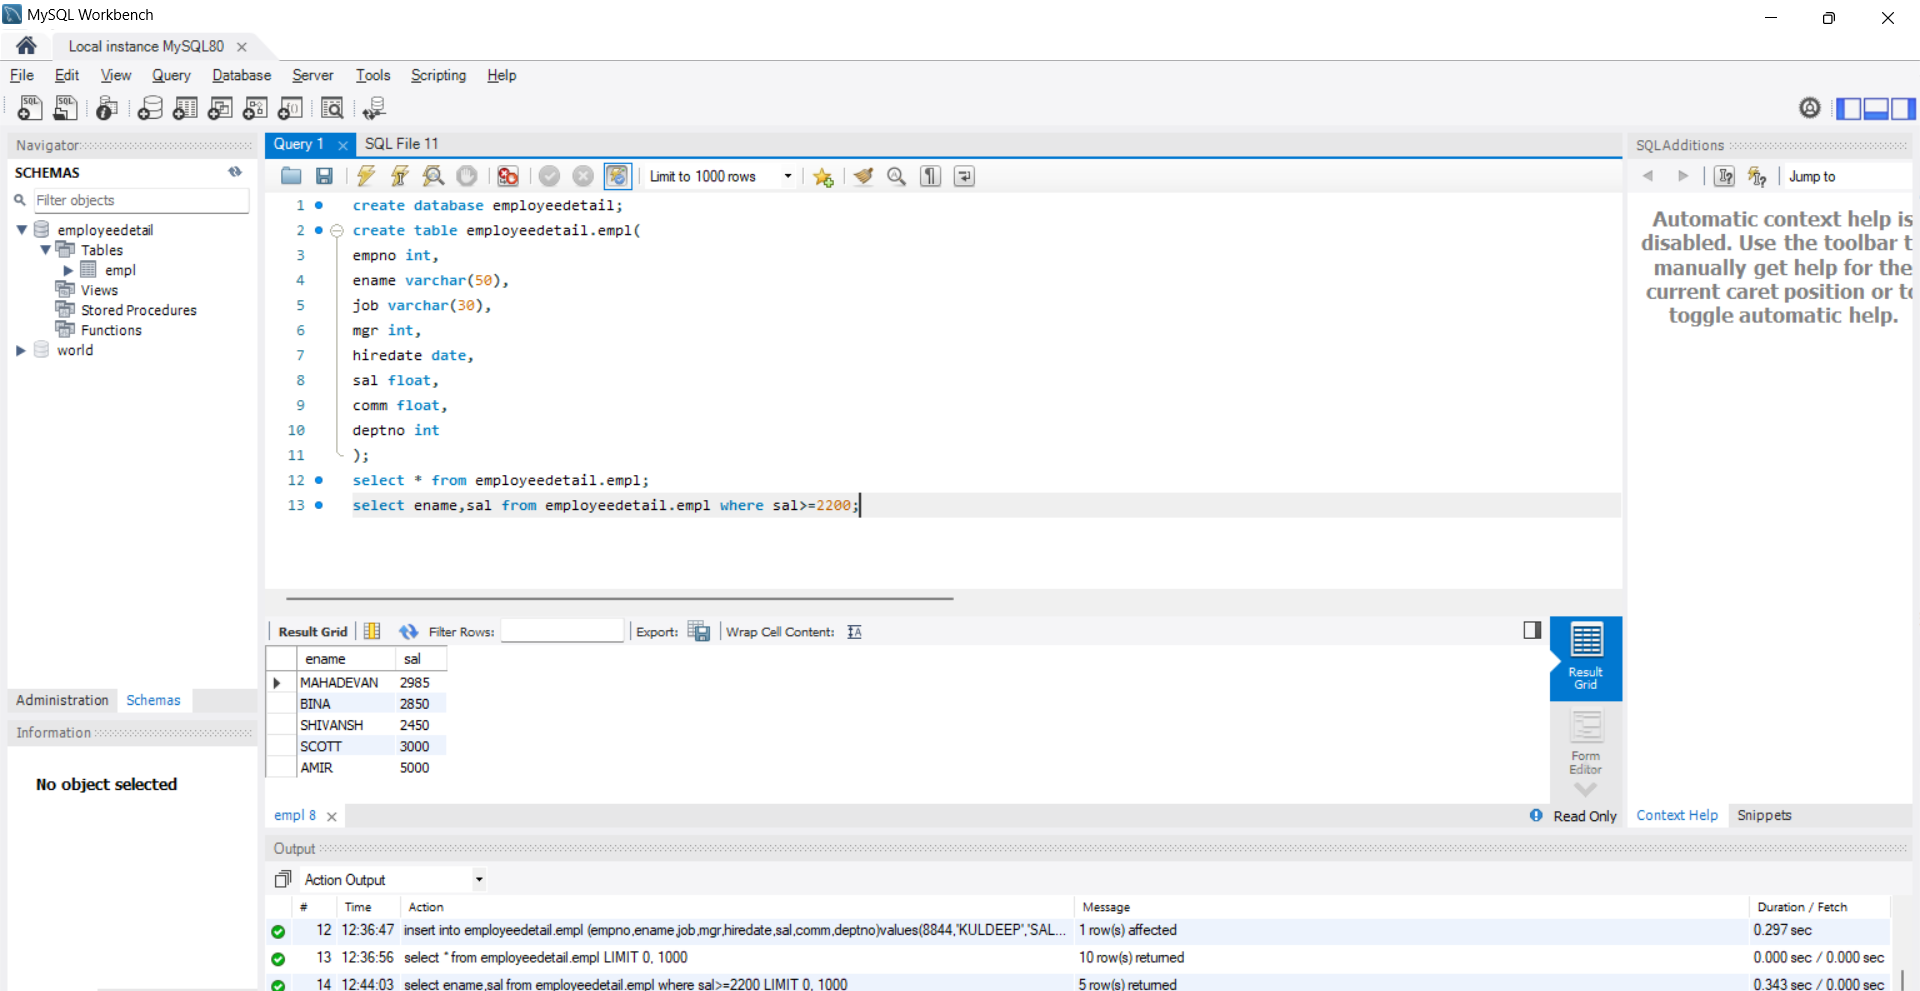 MySQL Workbench
Local instance MySQL80
File Edit View Query Database Server Tools Scripting Help
Navigator
SCHEMAS
Filter objects
employeedetail
Tables
empl
Views
Stored Procedures
Functions
world
Administration Schemas
Information
No object selected
Query 1 SQL File 11
Limit to 1000 rows
1 create database employeedetail;
2 create table employeedetail.empl(
3 empno int,
4 ename varchar(50),
5 job varchar(30),
6 mgr int,
7 hiredate date,
8 sal float,
9 comm float,
10 deptno int
11 );
12 select * from employeedetail.empl;
13 select ename,sal from employeedetail.empl where sal>=2200;
Result Grid Filter Rows: Export: Wrap Cell Content:
ename sal
MAHADEVAN 2985
BINA 2850
SHIVANSH 2450
SCOTT 3000
AMIR 5000
Result
Grid
Form
Editor
empl 8
Read Only
SQLAdditions
Jump to
Automatic context help is
disabled. Use the toolbar t
manually get help for the
current caret position or to
toggle automatic help.
Context Help Snippets
Output
Action Output
# Time Action Message Duration / Fetch
12 12:36:47 insert into employeedetail.empl (empno,ename,job,mgr,hiredate,sal,comm,deptno)values(8844,'KULDEEP','SAL... 1 row(s) affected 0.297 sec
13 12:36:56 select * from employeedetail.empl LIMIT 0, 1000 10 row(s) returned 0.000 sec / 0.000 sec
14 12:44:03 select ename,sal from employeedetail.empl where sal>=2200 LIMIT 0, 1000 5 row(s) returned 0.343 sec / 0.000 sec